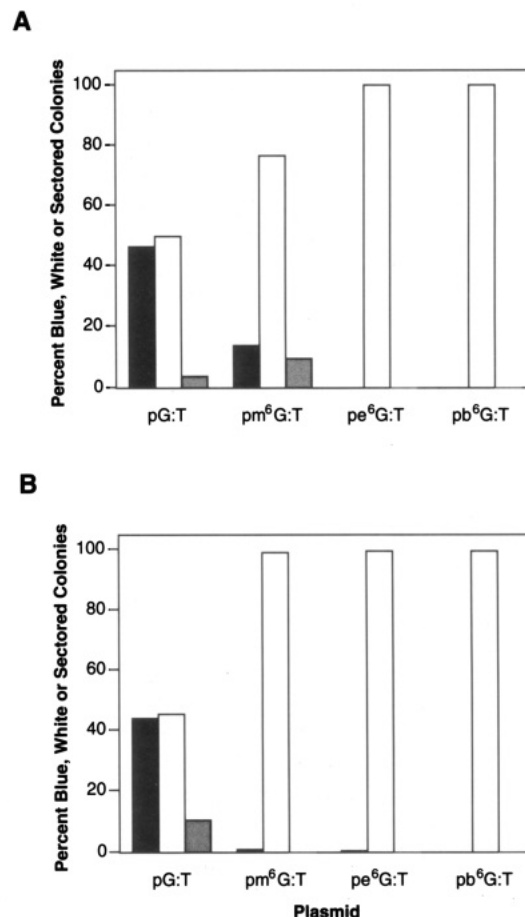 A
Percent Blue, White or Sectored Colonies
100
80
60
40
20
0
pG:T pm⁶G:T pe⁶G:T pb⁶G:T
B
Percent Blue, White or Sectored Colonies
100
80
60
40
20
0
pG:T pm⁶G:T pe⁶G:T pb⁶G:T
Plasmid